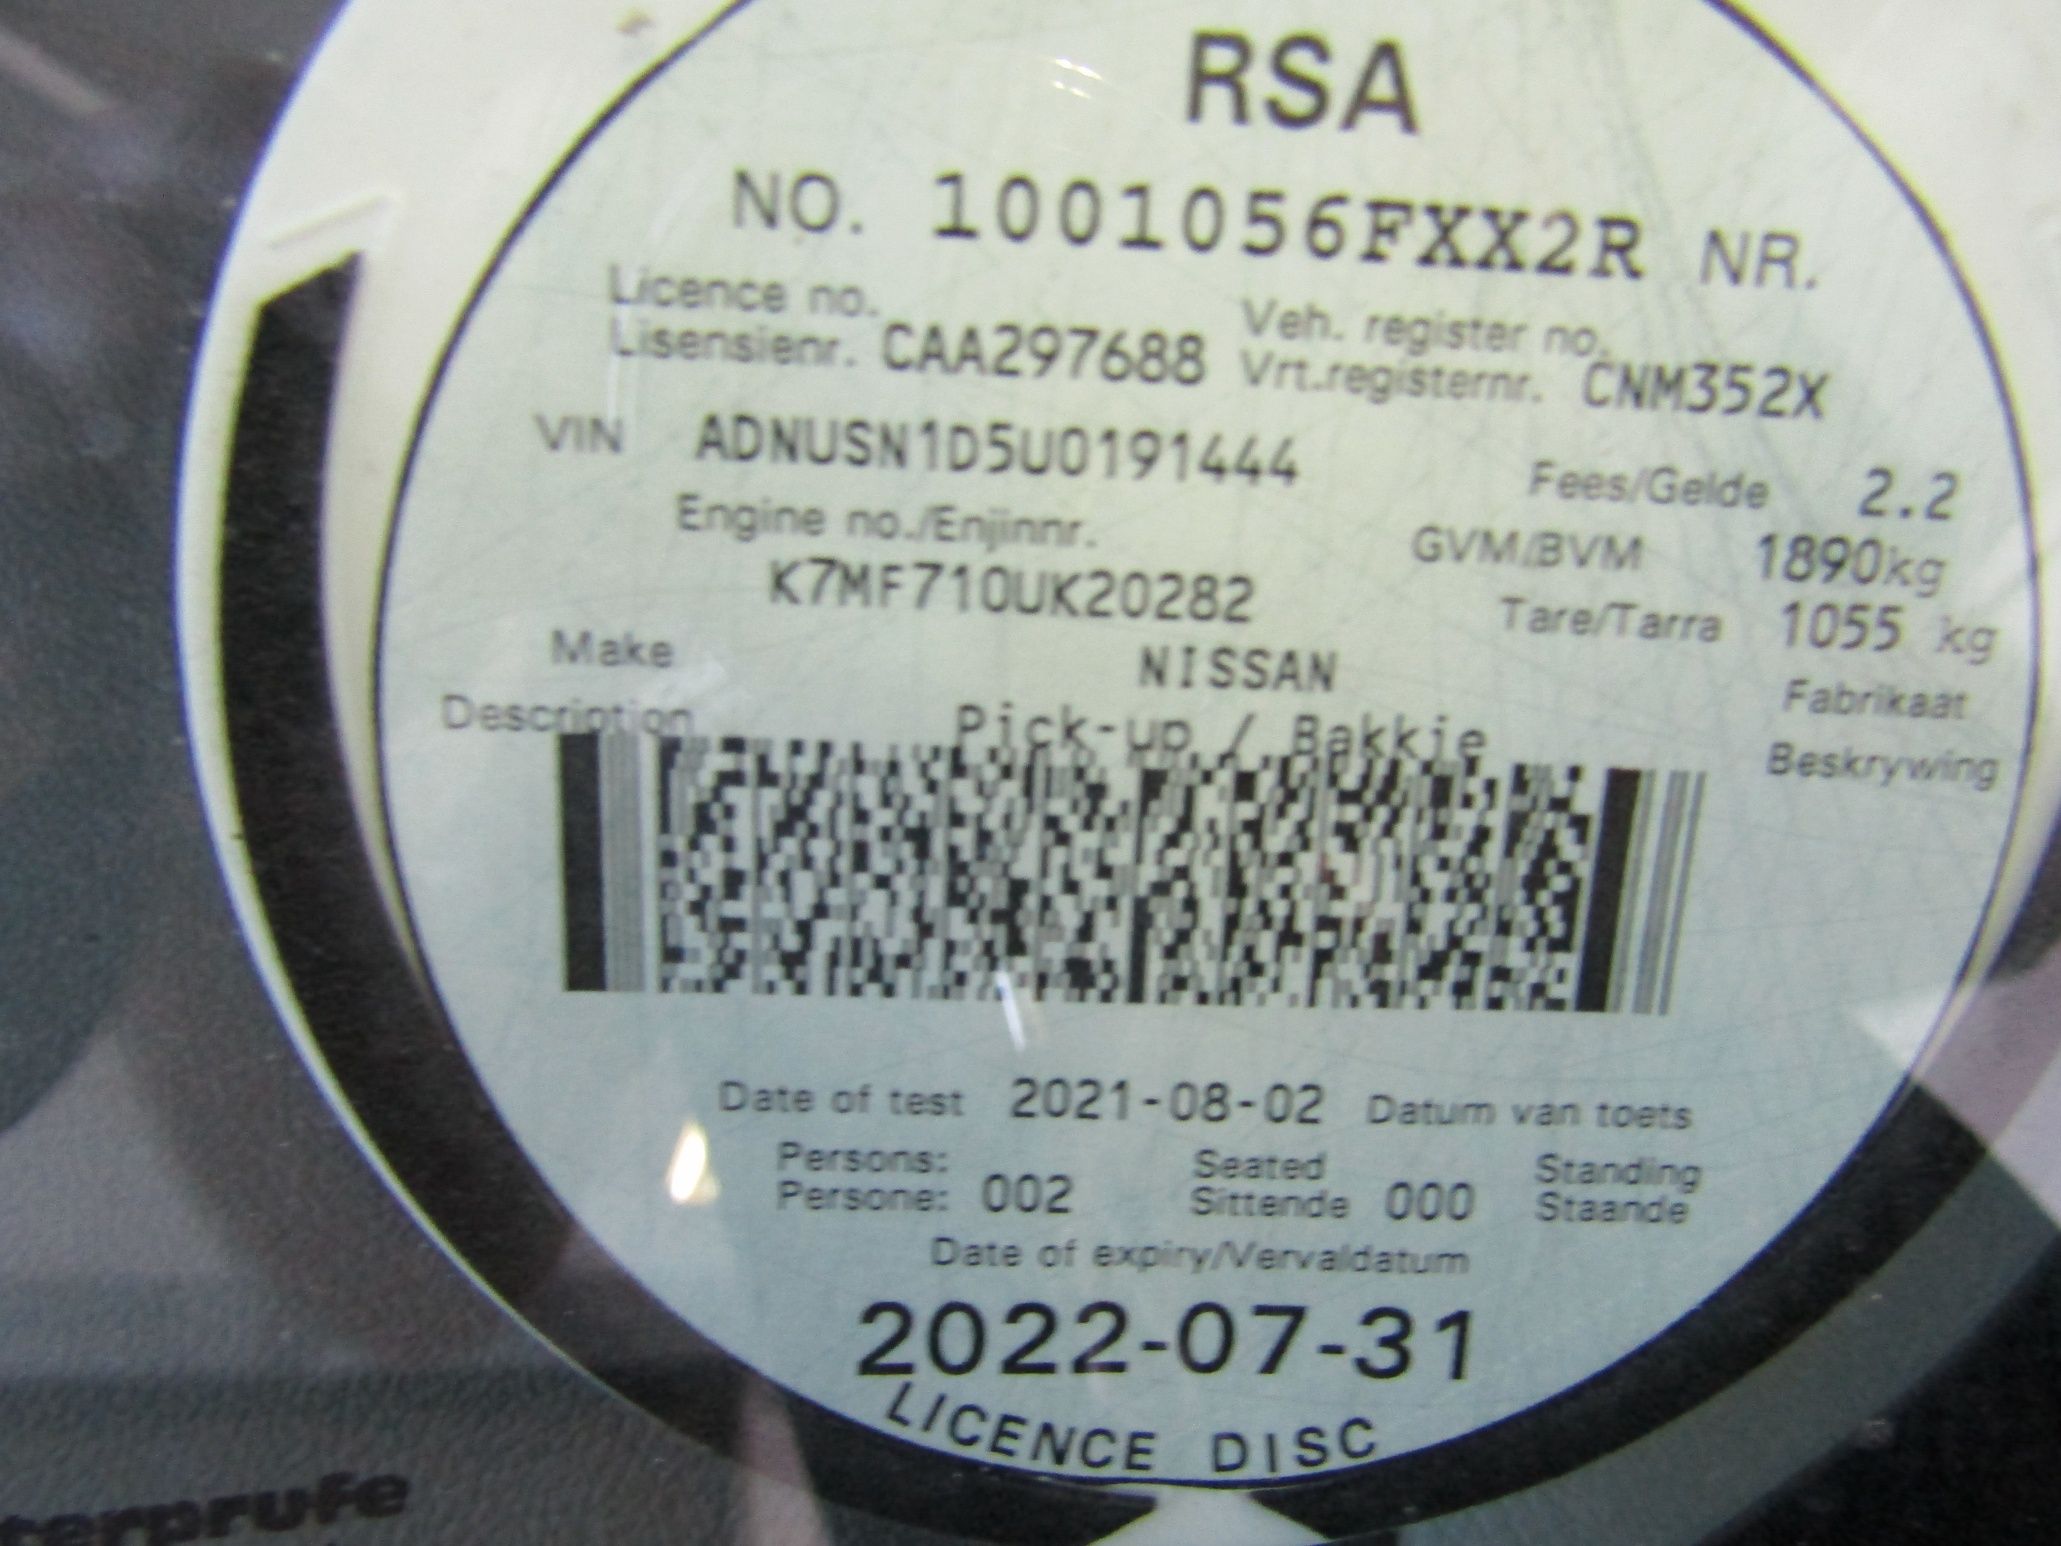 RSA
NO. 1001056FXX2R NR.
Licence no. Veh. register no.
Lisensienr. CAA297688 Vrt.registernr. CNM352X
VIN ADNUSN1D5U0191444
Fees/Gelde 2.2
Engine no./Enjinnr. GVM/BVM 1890kg
K7MF710UK20282 Tare/Tarra 1055 kg
Make NISSAN Fabrikaat
Description Pick-up / Bakkie Beskrywing
Date of test 2021-08-02 Datum van toets
Persons: Seated Standing
Persone: 002 Sittende 000 Staande
Date of expiry/Vervaldatum
2022-07-31
LICENCE DISC
terprufe